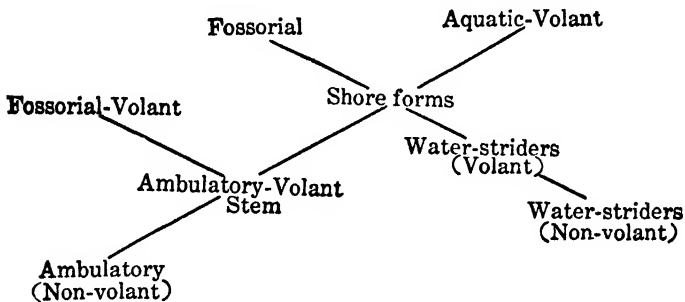 Fossorial
Aquatic-Volant
Fossorial-Volant
Shore forms
Water-striders
(Volant)
Ambulatory-Volant
Stem
Water-striders
(Non-volant)
Ambulatory
(Non-volant)